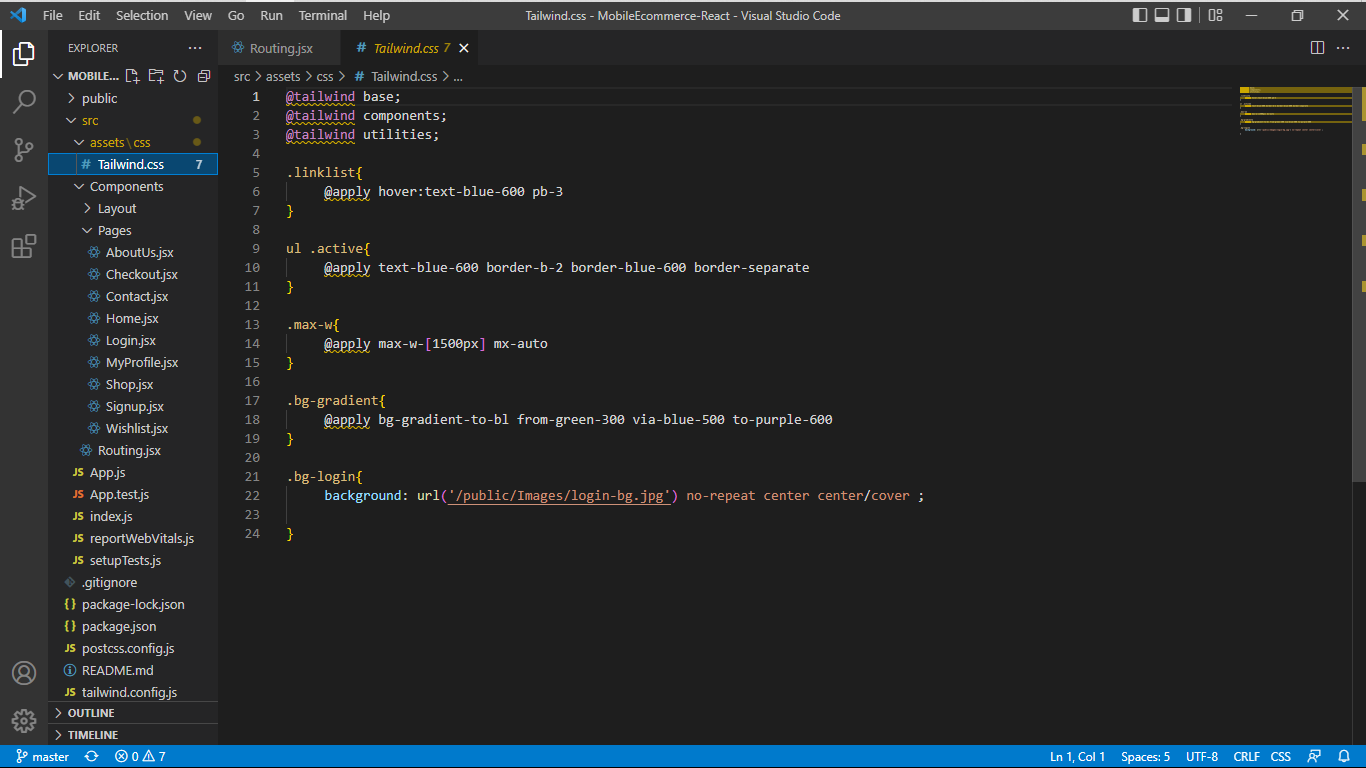 File Edit Selection View Go Run Terminal Help
Tailwind.css - MobileEcommerce-React - Visual Studio Code
EXPLORER
MOBILE...
public
src
assets\css
# Tailwind.css 7
Components
Layout
Pages
AboutUs.jsx
Checkout.jsx
Contact.jsx
Home.jsx
Login.jsx
MyProfile.jsx
Shop.jsx
Signup.jsx
Wishlist.jsx
Routing.jsx
JS App.js
JS App.test.js
JS index.js
JS reportWebVitals.js
JS setupTests.js
.gitignore
{} package-lock.json
{} package.json
JS postcss.config.js
README.md
JS tailwind.config.js
OUTLINE
TIMELINE
Routing.jsx
# Tailwind.css 7
src > assets > css > # Tailwind.css > ...
1 @tailwind base;
2 @tailwind components;
3 @tailwind utilities;
4
5 .linklist{
6 @apply hover:text-blue-600 pb-3
7 }
8
9 ul .active{
10 @apply text-blue-600 border-b-2 border-blue-600 border-separate
11 }
12
13 .max-w{
14 @apply max-w-[1500px] mx-auto
15 }
16
17 .bg-gradient{
18 @apply bg-gradient-to-bl from-green-300 via-blue-500 to-purple-600
19 }
20
21 .bg-login{
22 background: url('/public/Images/login-bg.jpg') no-repeat center center/cover ;
23
24 }
master 0 7
Ln 1, Col 1 Spaces: 5 UTF-8 CRLF CSS